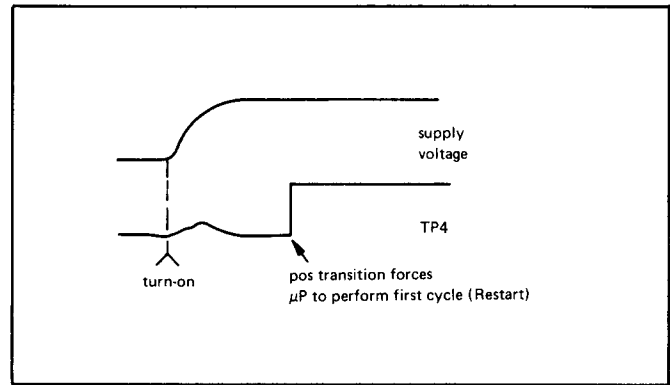 supply
voltage
TP4
turn-on
pos transition forces
μP to perform first cycle (Restart)